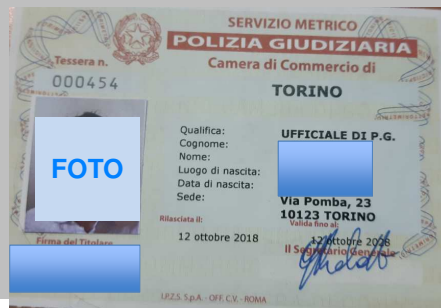 SERVIZIO METRICO
POLIZIA GIUDIZIARIA
Camera di Commercio di
TORINO
Tessera n.
000454
FOTO
Qualifica: UFFICIALE DI P.G.
Cognome:
Nome:
Luogo di nascita:
Data di nascita:
Sede: Via Pomba, 23
10123 TORINO
Rilasciata il: Valida fino al:
12 ottobre 2018 12 ottobre 2028
Firma del Titolare Il Segretario Generale
I.P.Z.S. S.p.A. - OFF. C.V. - ROMA